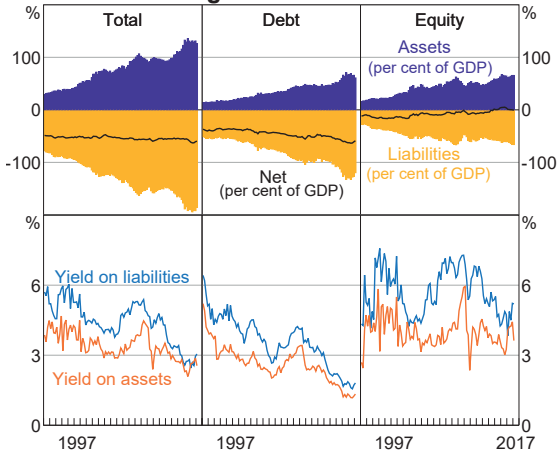 %
Total
Debt
Equity
%
100
Assets
(per cent of GDP)
100
0
0
-100
Net
(per cent of GDP)
Liabilities
(per cent of GDP)
-100
%
%
6
Yield on liabilities
6
3
Yield on assets
3
0
0
1997
1997
1997
2017